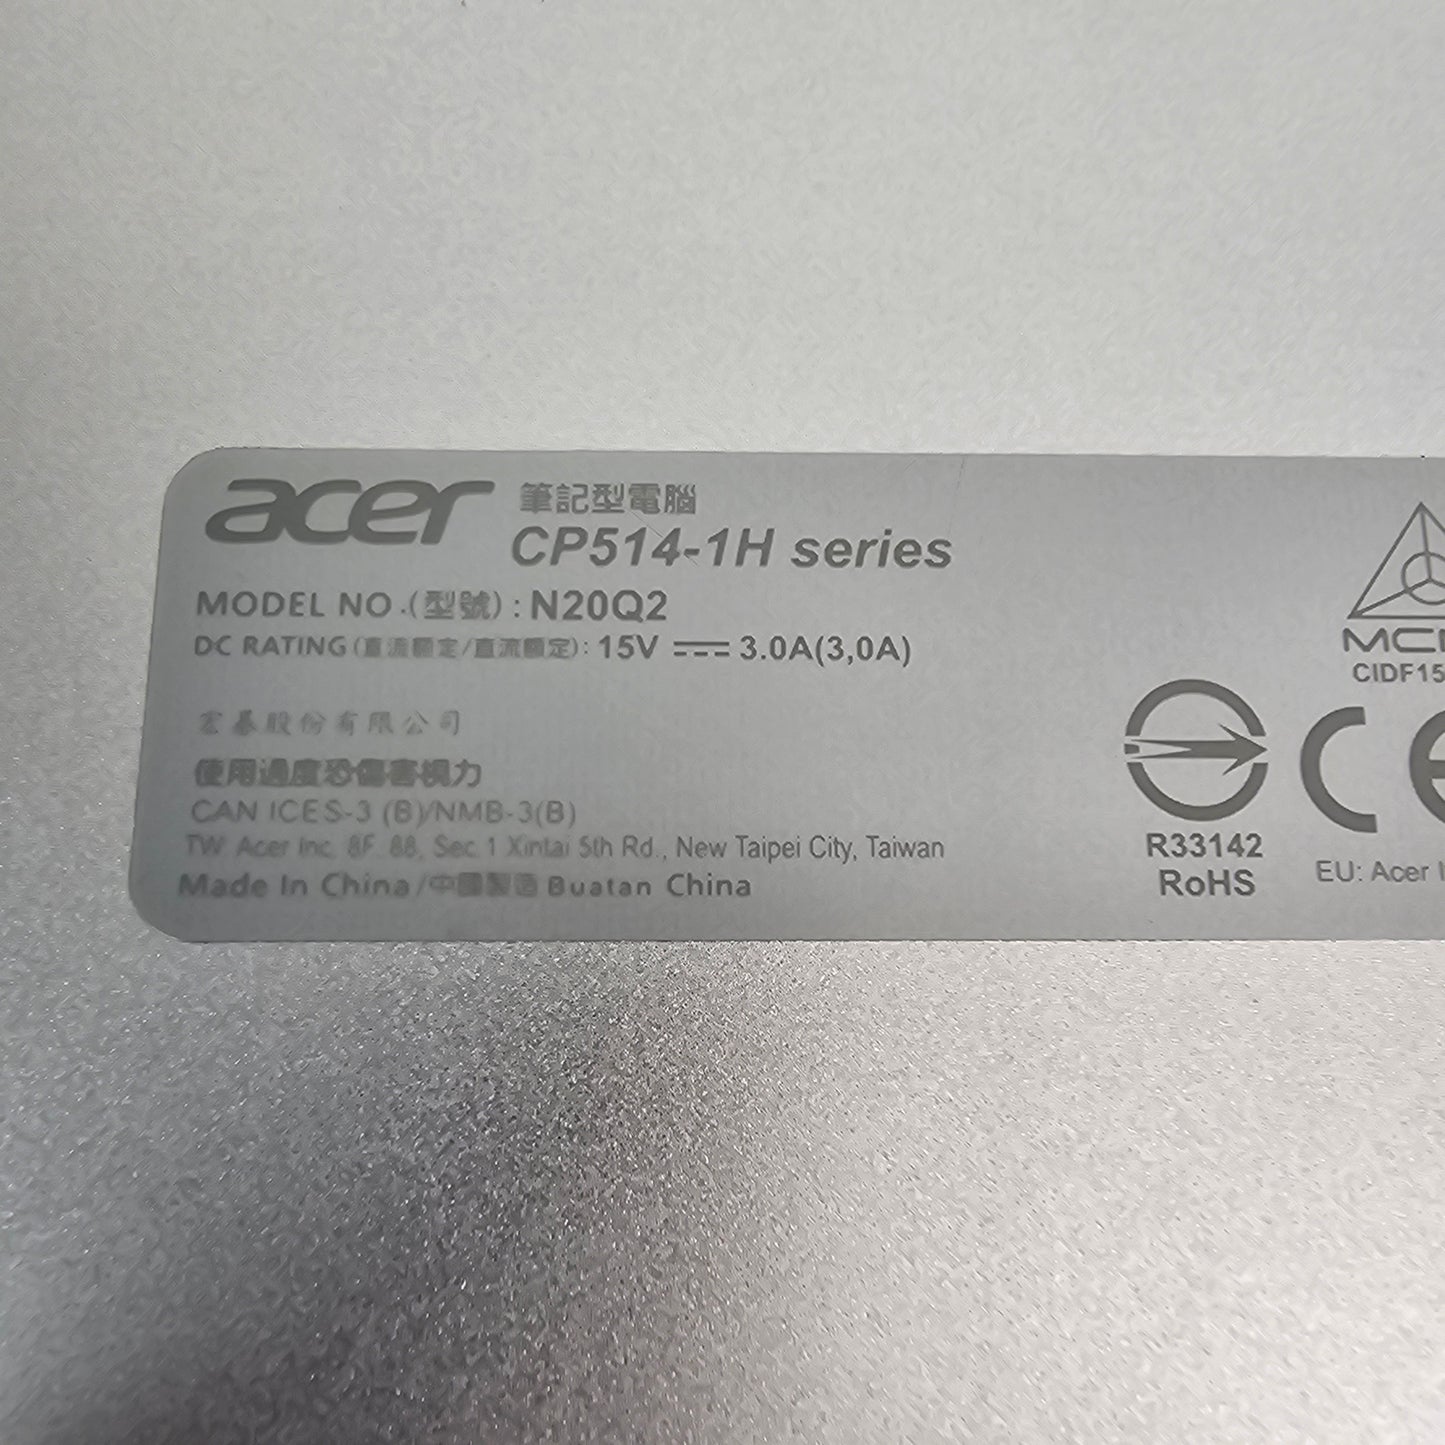 acer 筆記型電腦
CP514-1H series
MODEL NO.(型號): N20Q2
DC RATING(直流額定/直流額定): 15V 3.0A(3,0A)
宏碁股份有限公司
使用過度恐傷害視力
CAN ICES-3 (B)/NMB-3(B)
TW: Acer Inc. 8F. 88, Sec. 1 Xintai 5th Rd., New Taipei City, Taiwan
Made In China/中國製造 Buatan China
R33142
RoHS
CIDF15
CE
EU: Acer